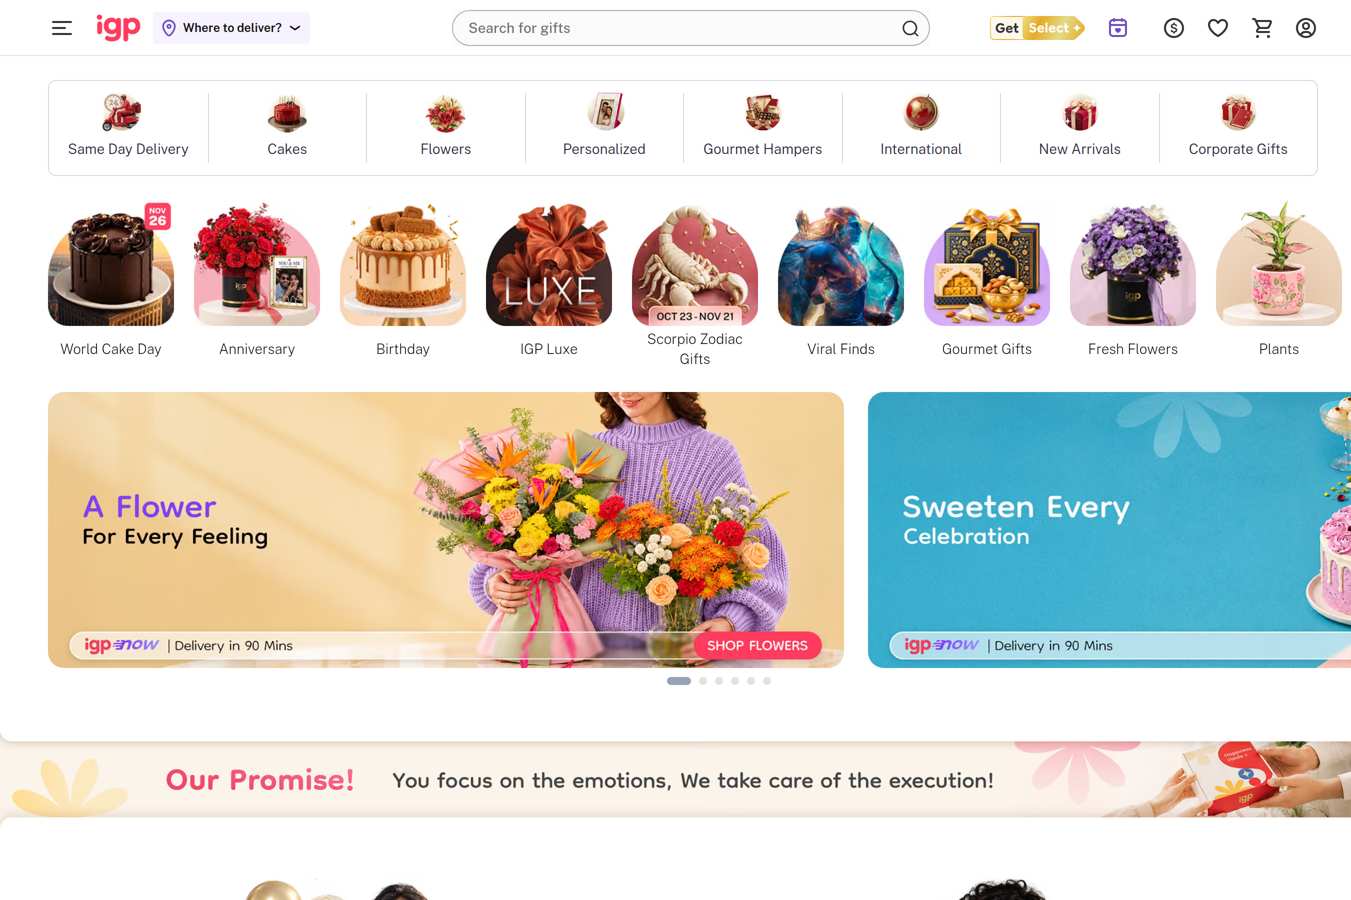 igp
Where to deliver?
Search for gifts
Get Select +
Same Day Delivery
Cakes
Flowers
Personalized
Gourmet Hampers
International
New Arrivals
Corporate Gifts
NOV
26
World Cake Day
igp
Anniversary
Birthday
LUXE
IGP Luxe
OCT 23 - NOV 21
Scorpio Zodiac
Gifts
Viral Finds
Gourmet Gifts
igp
Fresh Flowers
Plants
A Flower
For Every Feeling
igp now | Delivery in 90 Mins
SHOP FLOWERS
Sweeten Every
Celebration
igp now | Delivery in 90 Mins
Our Promise!
You focus on the emotions, We take care of the execution!
igp